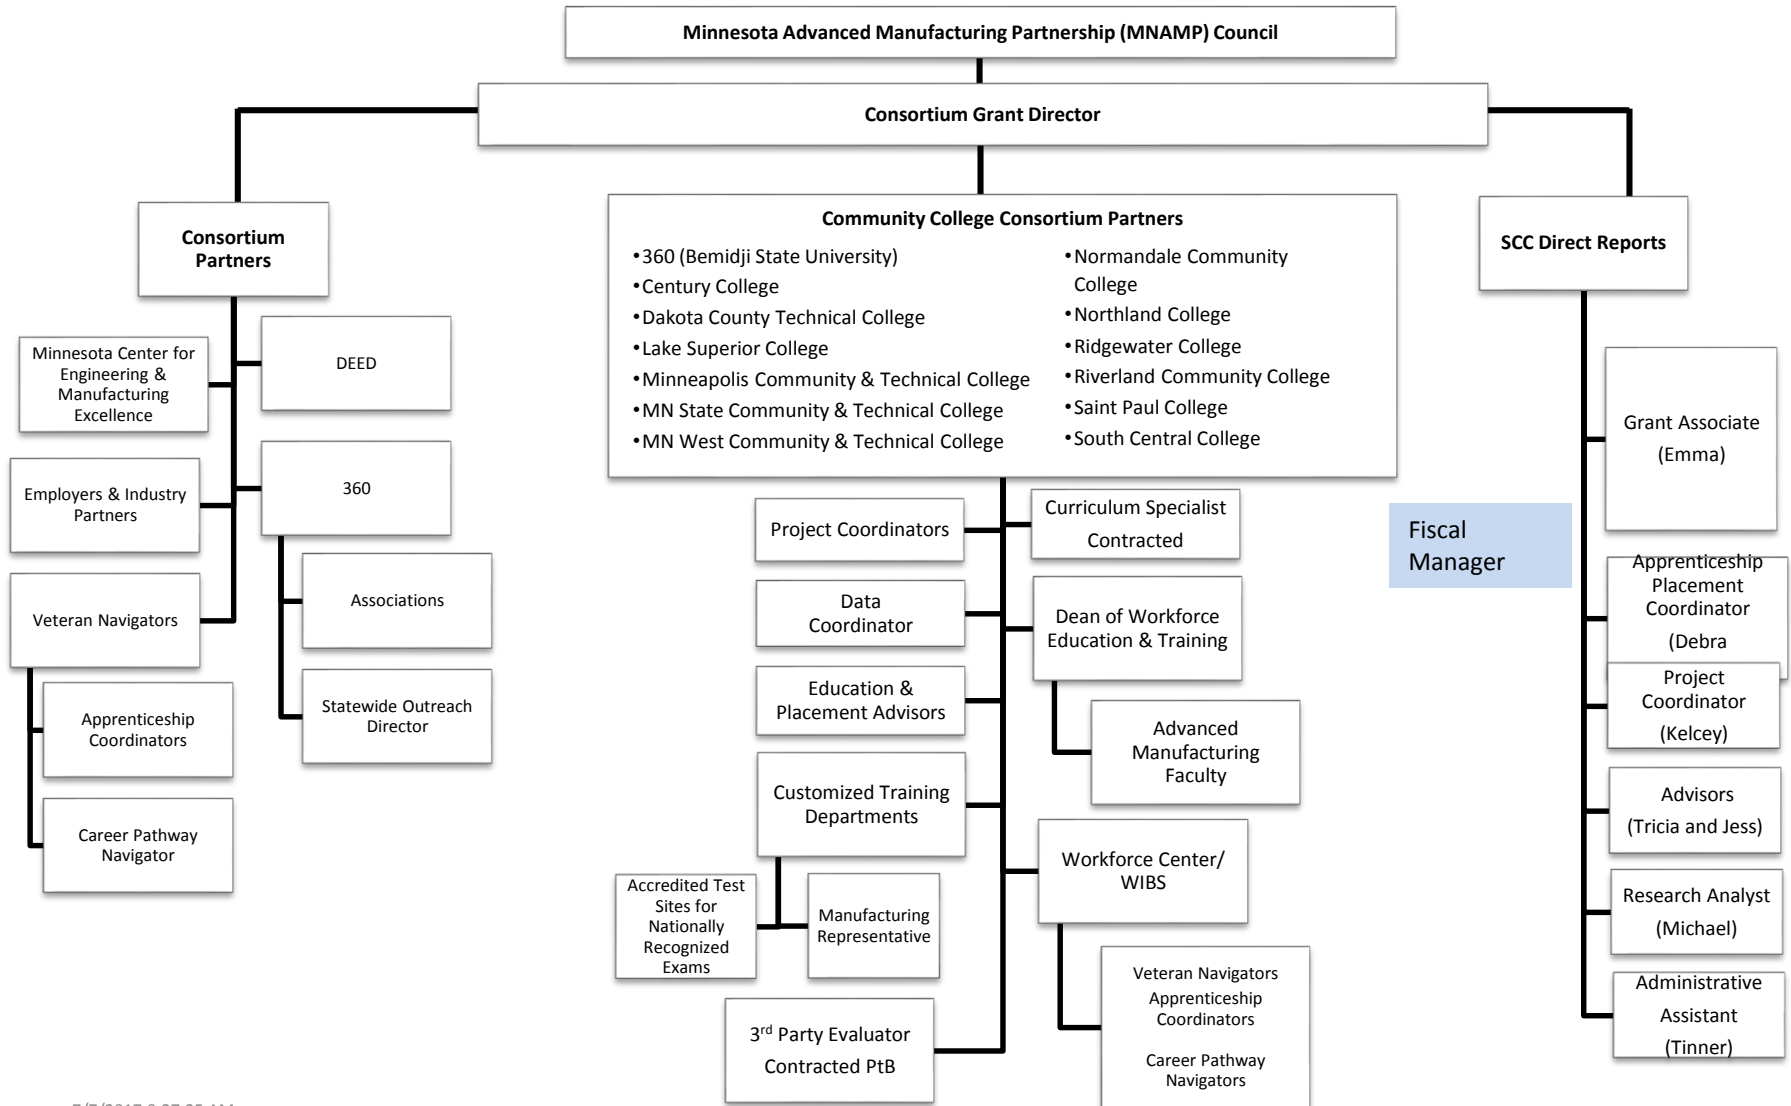 Minnesota Advanced Manufacturing Partnership (MNAMP) Council
Consortium Grant Director
Consortium
Partners
Minnesota Center for
Engineering &
Manufacturing
Excellence
DEED
Employers & Industry
Partners
360
Veteran Navigators
Associations
Statewide Outreach
Director
Apprenticeship
Coordinators
Career Pathway
Navigator
Community College Consortium Partners
•360 (Bemidji State University)
•Century College
•Dakota County Technical College
•Lake Superior College
•Minneapolis Community & Technical College
•MN State Community & Technical College
•MN West Community & Technical College
•Normandale Community
College
•Northland College
•Ridgewater College
•Riverland Community College
•Saint Paul College
•South Central College
Project Coordinators
Curriculum Specialist
Contracted
Data
Coordinator
Dean of Workforce
Education & Training
Education &
Placement Advisors
Advanced
Manufacturing
Faculty
Customized Training
Departments
Accredited Test
Sites for
Nationally
Recognized
Exams
Manufacturing
Representative
Workforce Center/
WIBS
Veteran Navigators
Apprenticeship
Coordinators
Career Pathway
Navigators
3rd Party Evaluator
Contracted PtB
SCC Direct Reports
Fiscal
Manager
Grant Associate
(Emma)
Apprenticeship
Placement
Coordinator
(Debra
Project
Coordinator
(Kelcey)
Advisors
(Tricia and Jess)
Research Analyst
(Michael)
Administrative
Assistant
(Tinner)